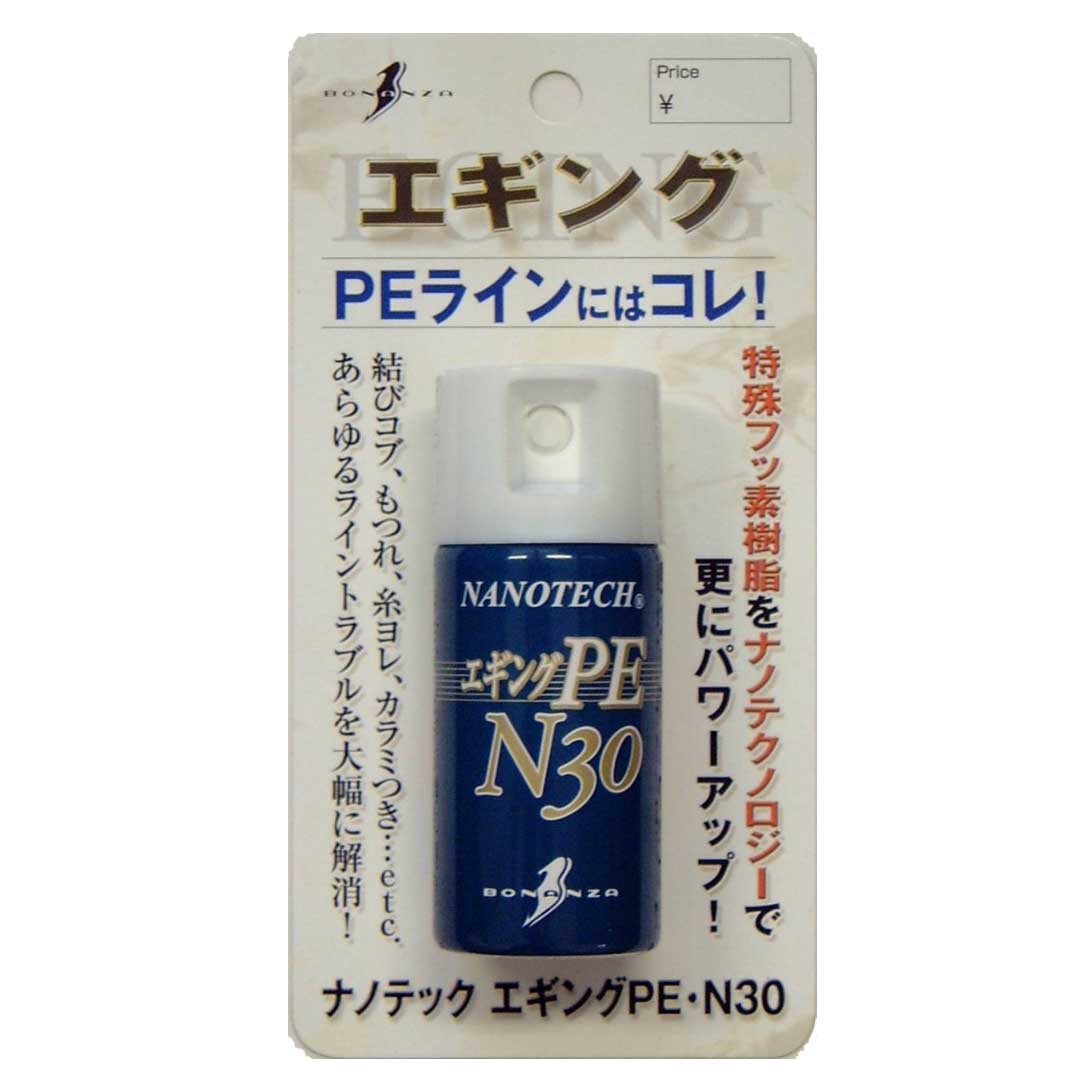 BONANZA
Price
¥
EGING
エギング
PEラインにはコレ!
特殊フッ素樹脂をナノテクノロジーで
更にパワーアップ!
結びコブ、もつれ、糸ヨレ、カラミつき…etc.
あらゆるライントラブルを大幅に解消!
NANOTECH®
エギングPE
N30
BONANZA
ナノテック エギングPE・N30